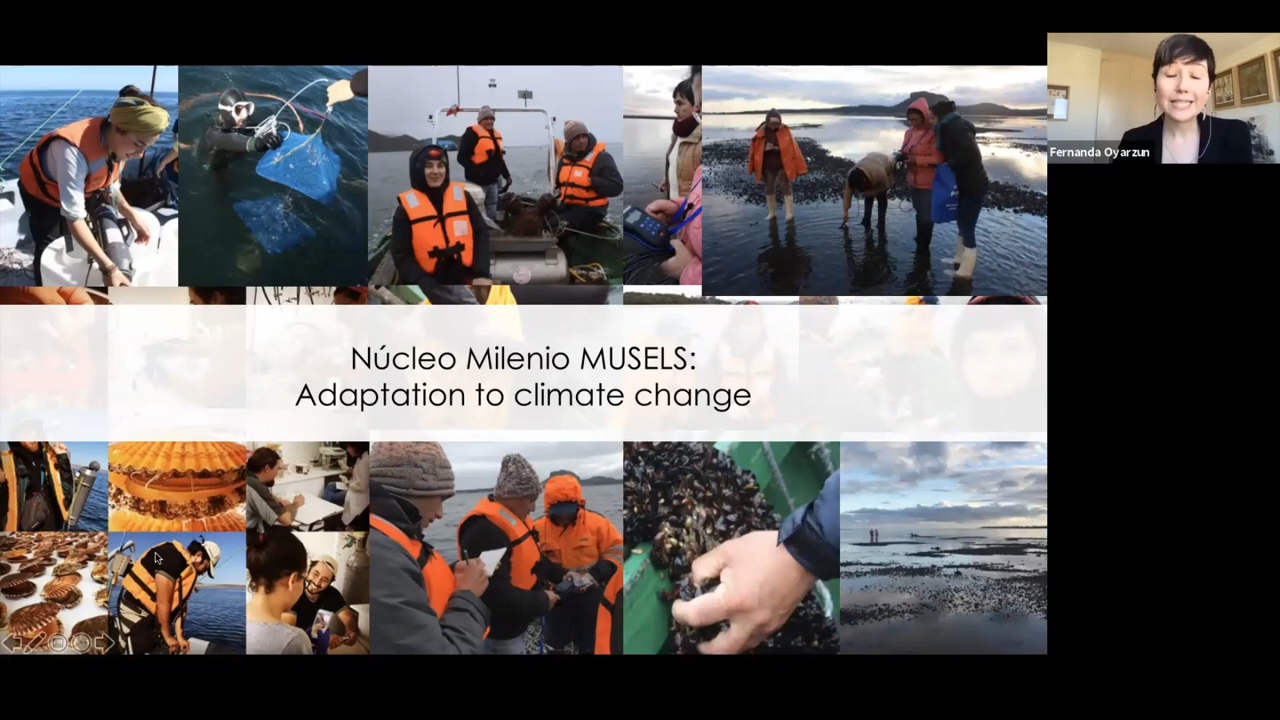 Núcleo Milenio MUSELS:
Adaptation to climate change
Fernanda Oyarzun